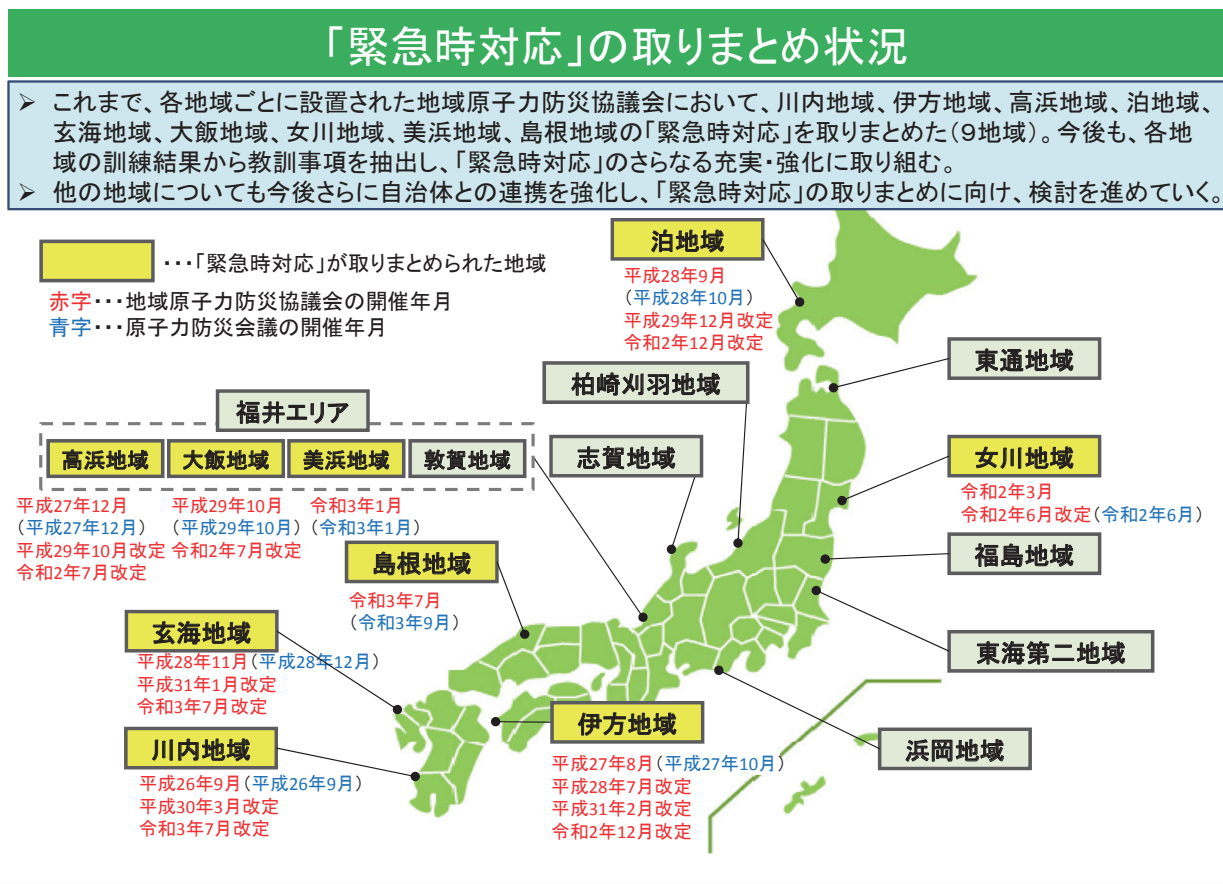 「緊急時対応」の取りまとめ状況
➢ これまで、各地域ごとに設置された地域原子力防災協議会において、川内地域、伊方地域、高浜地域、泊地域、
玄海地域、大飯地域、女川地域、美浜地域、島根地域の「緊急時対応」を取りまとめた(9地域)。今後も、各地
域の訓練結果から教訓事項を抽出し、「緊急時対応」のさらなる充実・強化に取り組む。
➢ 他の地域についても今後さらに自治体との連携を強化し、「緊急時対応」の取りまとめに向け、検討を進めていく。
・・・「緊急時対応」が取りまとめられた地域
赤字・・・地域原子力防災協議会の開催年月
青字・・・原子力防災会議の開催年月
泊地域
平成28年9月
(平成28年10月)
平成29年12月改定
令和2年12月改定
東通地域
柏崎刈羽地域
福井エリア
高浜地域
平成27年12月
(平成27年12月)
平成29年10月改定
令和2年7月改定
大飯地域
平成29年10月
(平成29年10月)
令和2年7月改定
美浜地域
令和3年1月
(令和3年1月)
敦賀地域
志賀地域
女川地域
令和2年3月
令和2年6月改定(令和2年6月)
福島地域
島根地域
令和3年7月
(令和3年9月)
東海第二地域
玄海地域
平成28年11月(平成28年12月)
平成31年1月改定
令和3年7月改定
伊方地域
平成27年8月(平成27年10月)
平成28年7月改定
平成31年2月改定
令和2年12月改定
浜岡地域
川内地域
平成26年9月(平成26年9月)
平成30年3月改定
令和3年7月改定